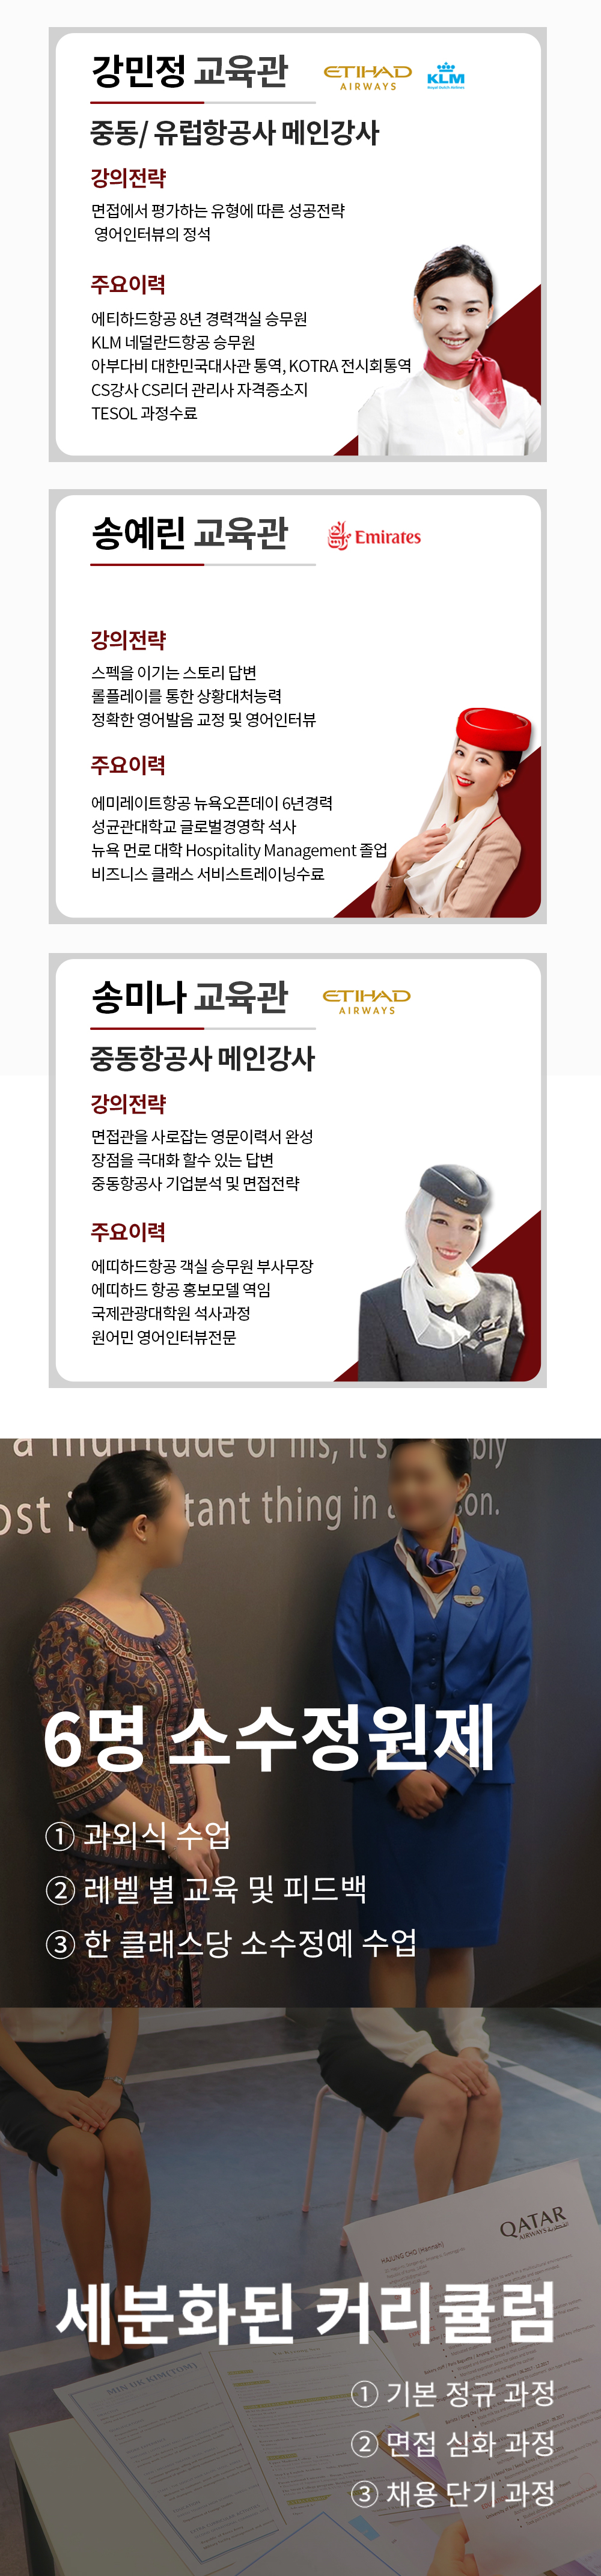 강민정 교육관
ETIHAD
AIRWAYS
KLM
Royal Dutch Airlines
중동/ 유럽항공사 메인강사
강의전략
면접에서 평가하는 유형에 따른 성공전략
영어인터뷰의 정석
주요이력
에티하드항공 8년 경력객실 승무원
KLM 네덜란드항공 승무원
아부다비 대한민국대사관 통역, KOTRA 전시회통역
CS강사 CS리더 관리사 자격증소지
TESOL 과정수료
송예린 교육관
Emirates
강의전략
스펙을 이기는 스토리 답변
롤플레이를 통한 상황대처능력
정확한 영어발음 교정 및 영어인터뷰
주요이력
에미레이트항공 뉴욕오픈데이 6년경력
성균관대학교 글로벌경영학 석사
뉴욕 먼로 대학 Hospitality Management 졸업
비즈니스 클래스 서비스트레이닝수료
송미나 교육관
ETIHAD
AIRWAYS
중동항공사 메인강사
강의전략
면접관을 사로잡는 영문이력서 완성
장점을 극대화 할수 있는 답변
중동항공사 기업분석 및 면접전략
주요이력
에띠하드항공 객실 승무원 부사무장
에띠하드 항공 홍보모델 역임
국제관광대학원 석사과정
원어민 영어인터뷰전문
a multitude of ills, it's
ost tant thing in
6명 소수정원제
① 과외식 수업
② 레벨 별 교육 및 피드백
③ 한 클래스당 소수정예 수업
QATAR
AIRWAYS القطرية
HAJUNG CHO (Hannah)
세분화된 커리큘럼
MIN HK KIM(TOM)
① 기본 정규 과정
② 면접 심화 과정
③ 채용 단기 과정